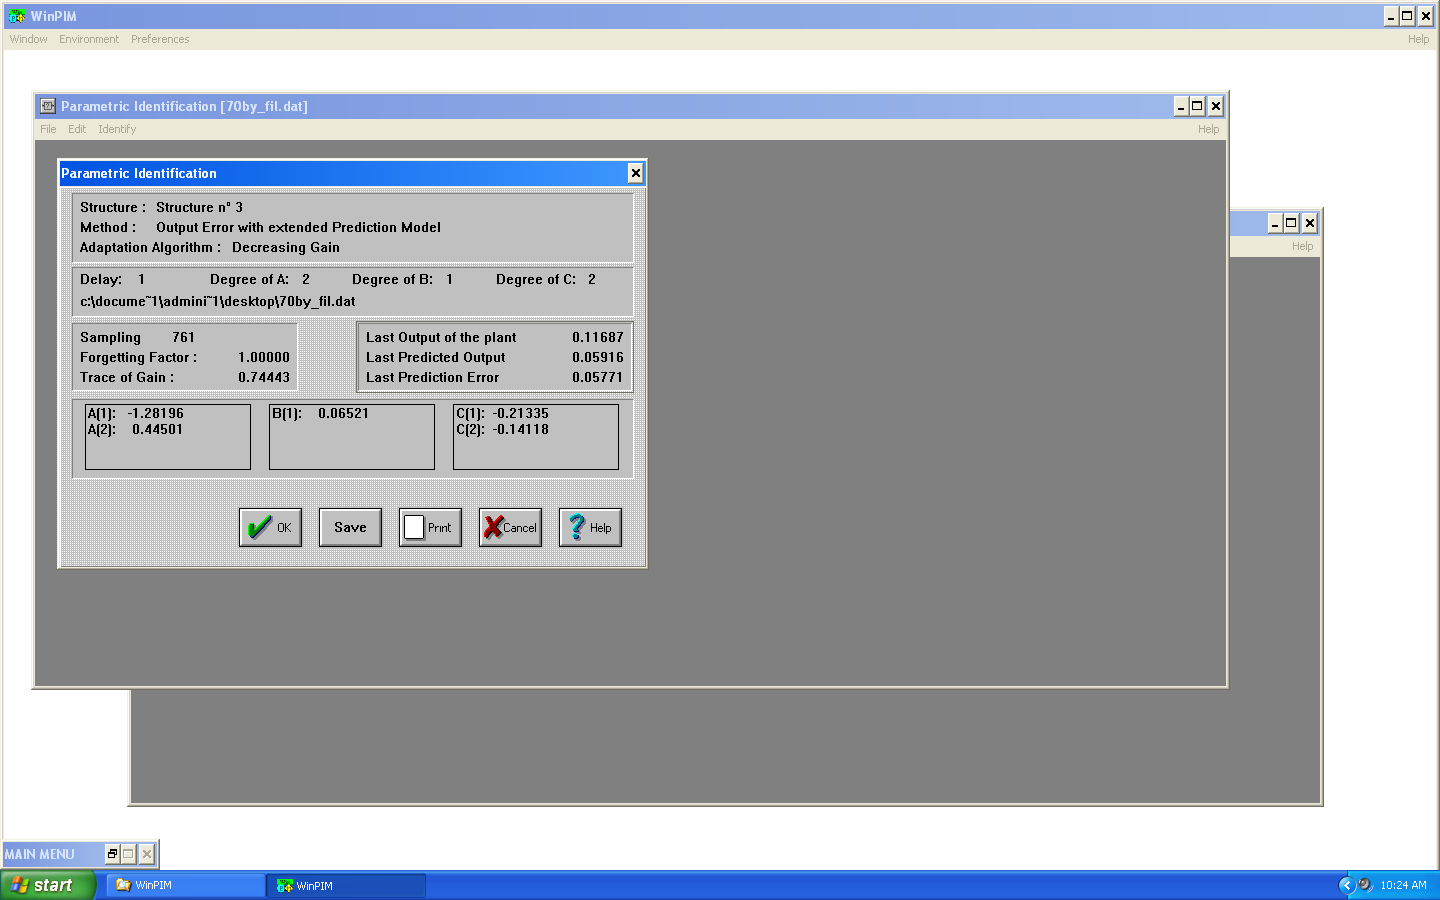 WinPIM
Window Environment Preferences Help
Parametric Identification [70by_fil.dat]
File Edit Identify Help
Help
Parametric Identification
Structure : Structure n° 3
Method : Output Error with extended Prediction Model
Adaptation Algorithm : Decreasing Gain
Delay: 1 Degree of A: 2 Degree of B: 1 Degree of C: 2
c:\docume~1\admini~1\desktop\70by_fil.dat
Sampling 761
Forgetting Factor : 1.00000
Trace of Gain : 0.74443
Last Output of the plant 0.11687
Last Predicted Output 0.05916
Last Prediction Error 0.05771
A(1): -1.28196
A(2): 0.44501
B(1): 0.06521
C(1): -0.21335
C(2): -0.14118
OK Save Print Cancel Help
MAIN MENU
start WinPIM WinPIM 10:24 AM